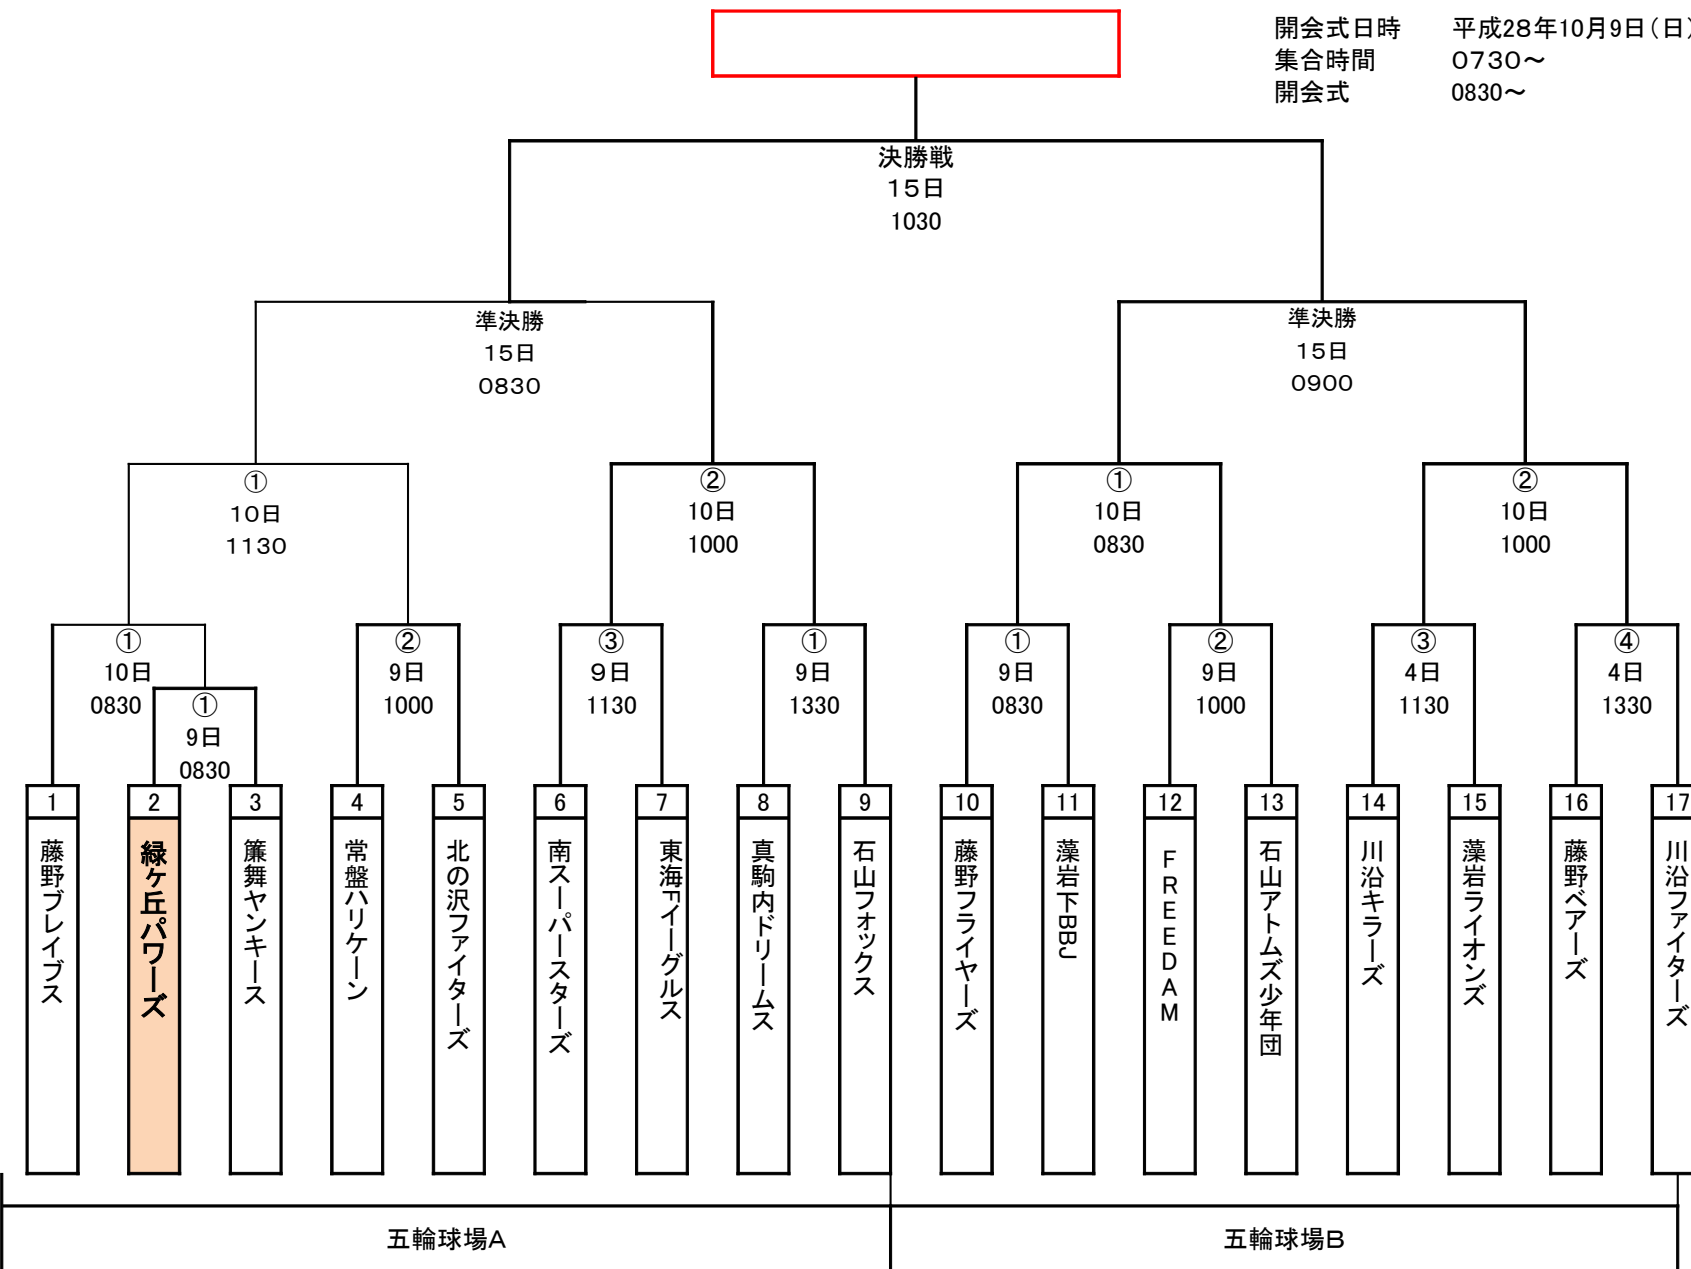 開会式日時 平成28年10月9日(日)
集合時間 0730～
開会式 0830～
決勝戦
15日
1030
準決勝
15日
0830
準決勝
15日
0900
①
10日
1130
②
10日
1000
①
10日
0830
②
10日
1000
①
10日
0830
①
9日
0830
②
9日
1000
③
9日
1130
①
9日
1330
①
9日
0830
②
9日
1000
③
4日
1130
④
4日
1330
1
藤野ブレイブス
2
緑ヶ丘パワーズ
3
簾舞ヤンキース
4
常盤ハリケーン
5
北の沢ファイターズ
6
南スーパースターズ
7
東海Fイーグルス
8
真駒内ドリームス
9
石山フォックス
10
藤野フライヤーズ
11
藻岩下BBJ
12
FREEDAM
13
石山アトムズ少年団
14
川沿キラーズ
15
藻岩ライオンズ
16
藤野ベアーズ
17
川沿ファイターズ
五輪球場A
五輪球場B